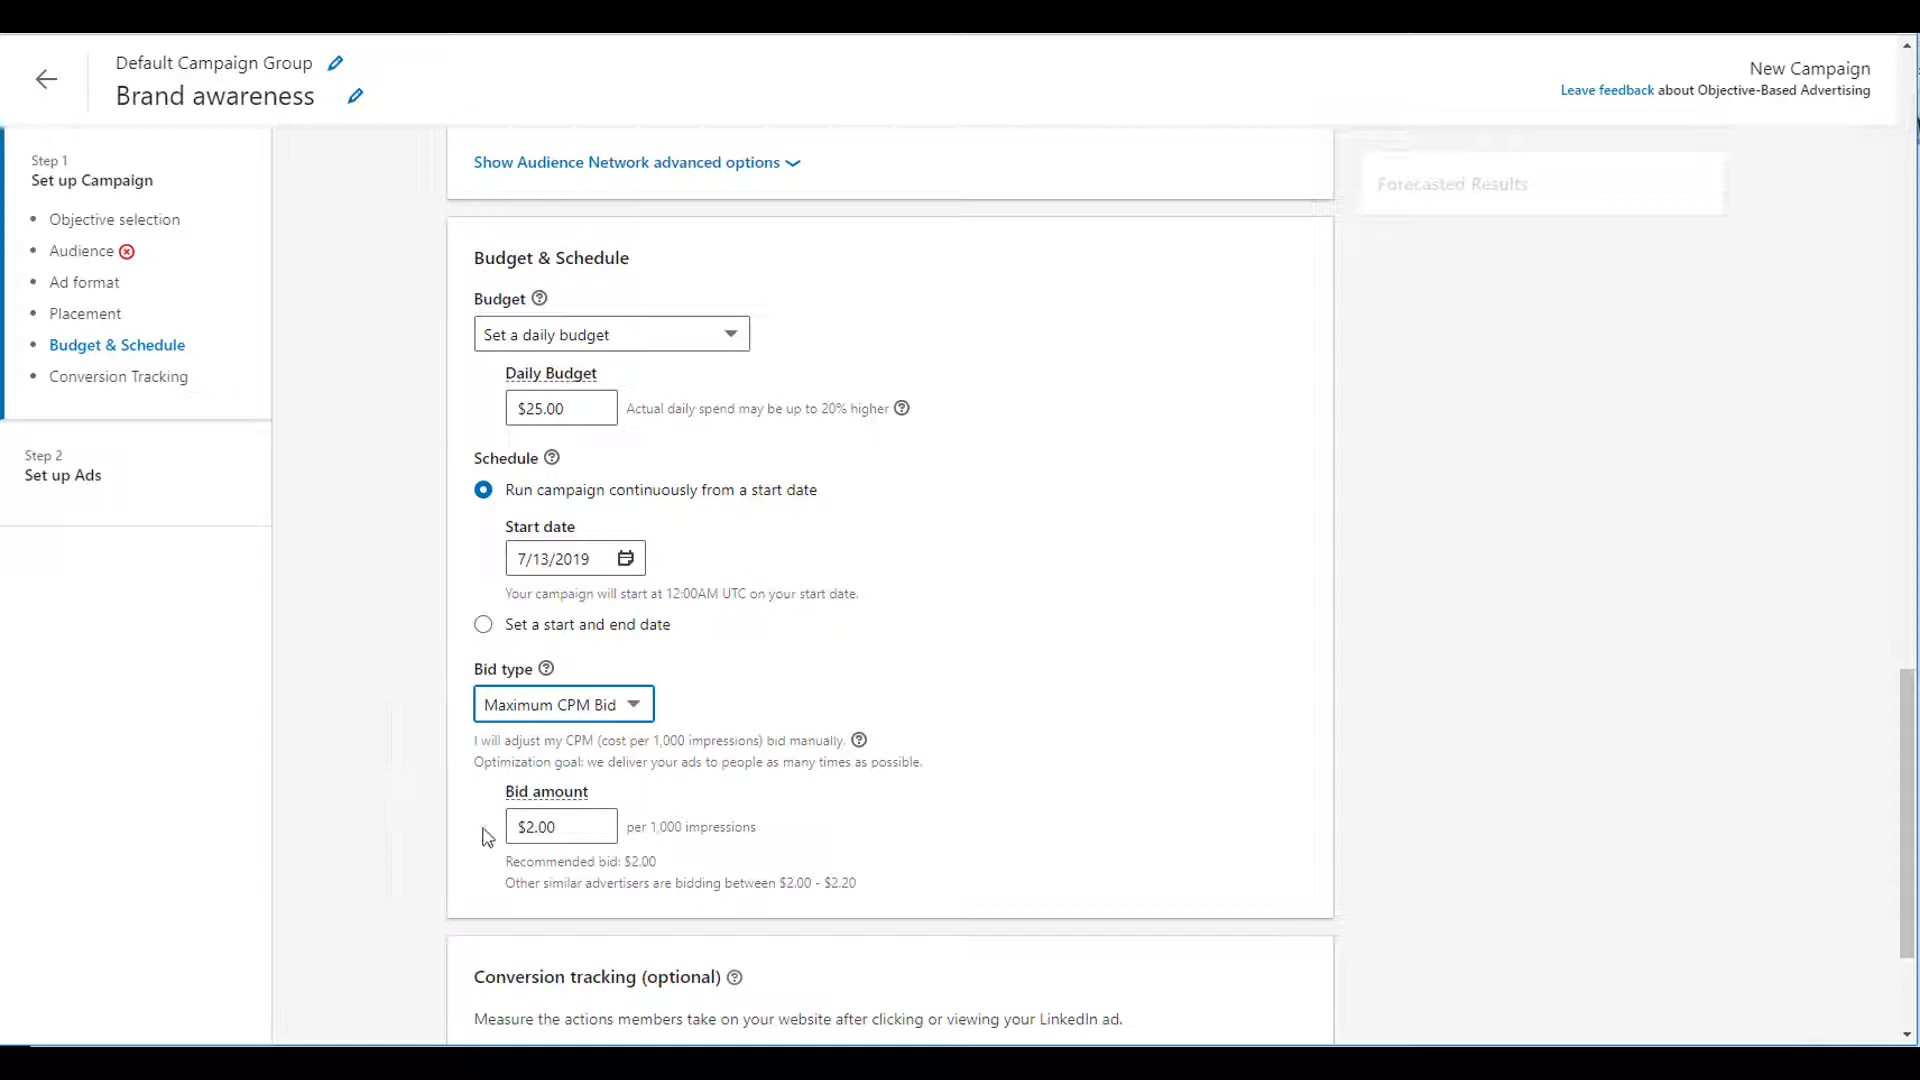 Default Campaign Group
Brand awareness
New Campaign
Leave feedback about Objective-Based Advertising
Step 1
Set up Campaign
Objective selection
Audience
Ad format
Placement
Budget & Schedule
Conversion Tracking
Step 2
Set up Ads
Show Audience Network advanced options
Forecasted Results
Budget & Schedule
Budget
Set a daily budget
Daily Budget
$25.00 Actual daily spend may be up to 20% higher
Schedule
Run campaign continuously from a start date
Start date
7/13/2019
Your campaign will start at 12:00AM UTC on your start date.
Set a start and end date
Bid type
Maximum CPM Bid
I will adjust my CPM (cost per 1,000 impressions) bid manually.
Optimization goal: we deliver your ads to people as many times as possible.
Bid amount
$2.00 per 1,000 impressions
Recommended bid: $2.00
Other similar advertisers are bidding between $2.00 - $2.20
Conversion tracking (optional)
Measure the actions members take on your website after clicking or viewing your LinkedIn ad.